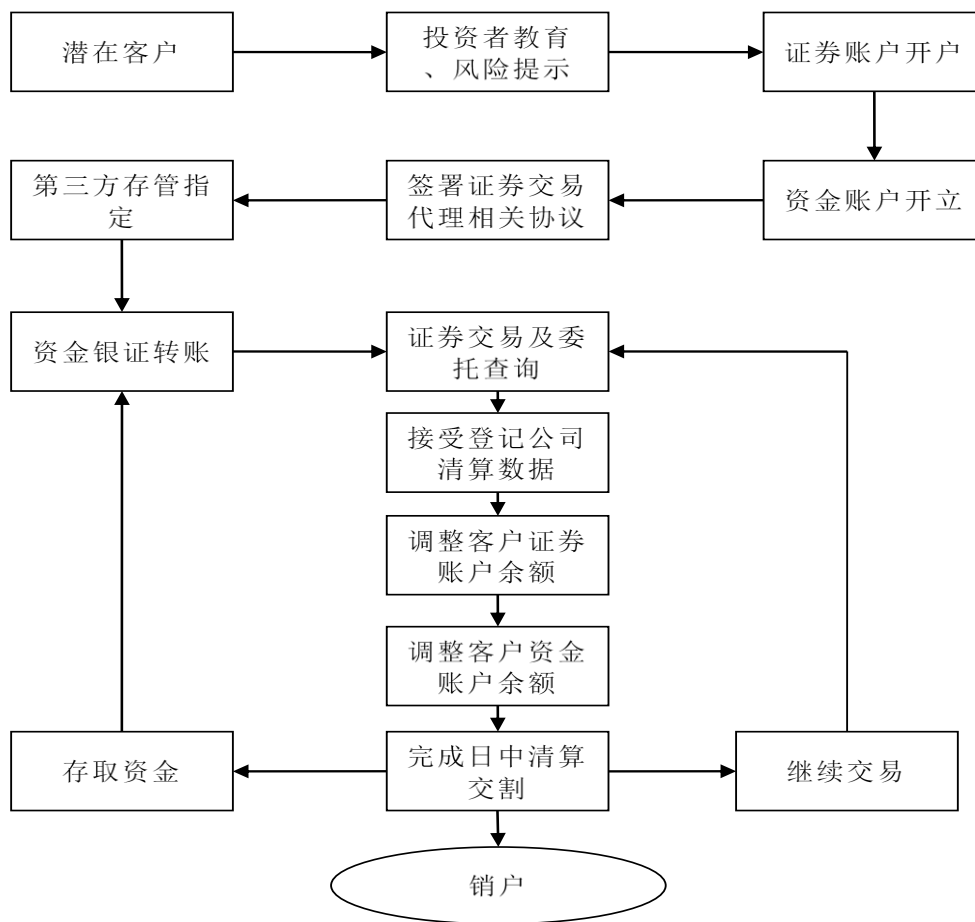 潜在客户
投资者教育
、风险提示
证券账户开户
第三方存管指
定
签署证券交易
代理相关协议
资金账户开立
资金银证转账
证券交易及委
托查询
接受登记公司
清算数据
调整客户证券
账户余额
调整客户资金
账户余额
存取资金
完成日中清算
交割
继续交易
销户